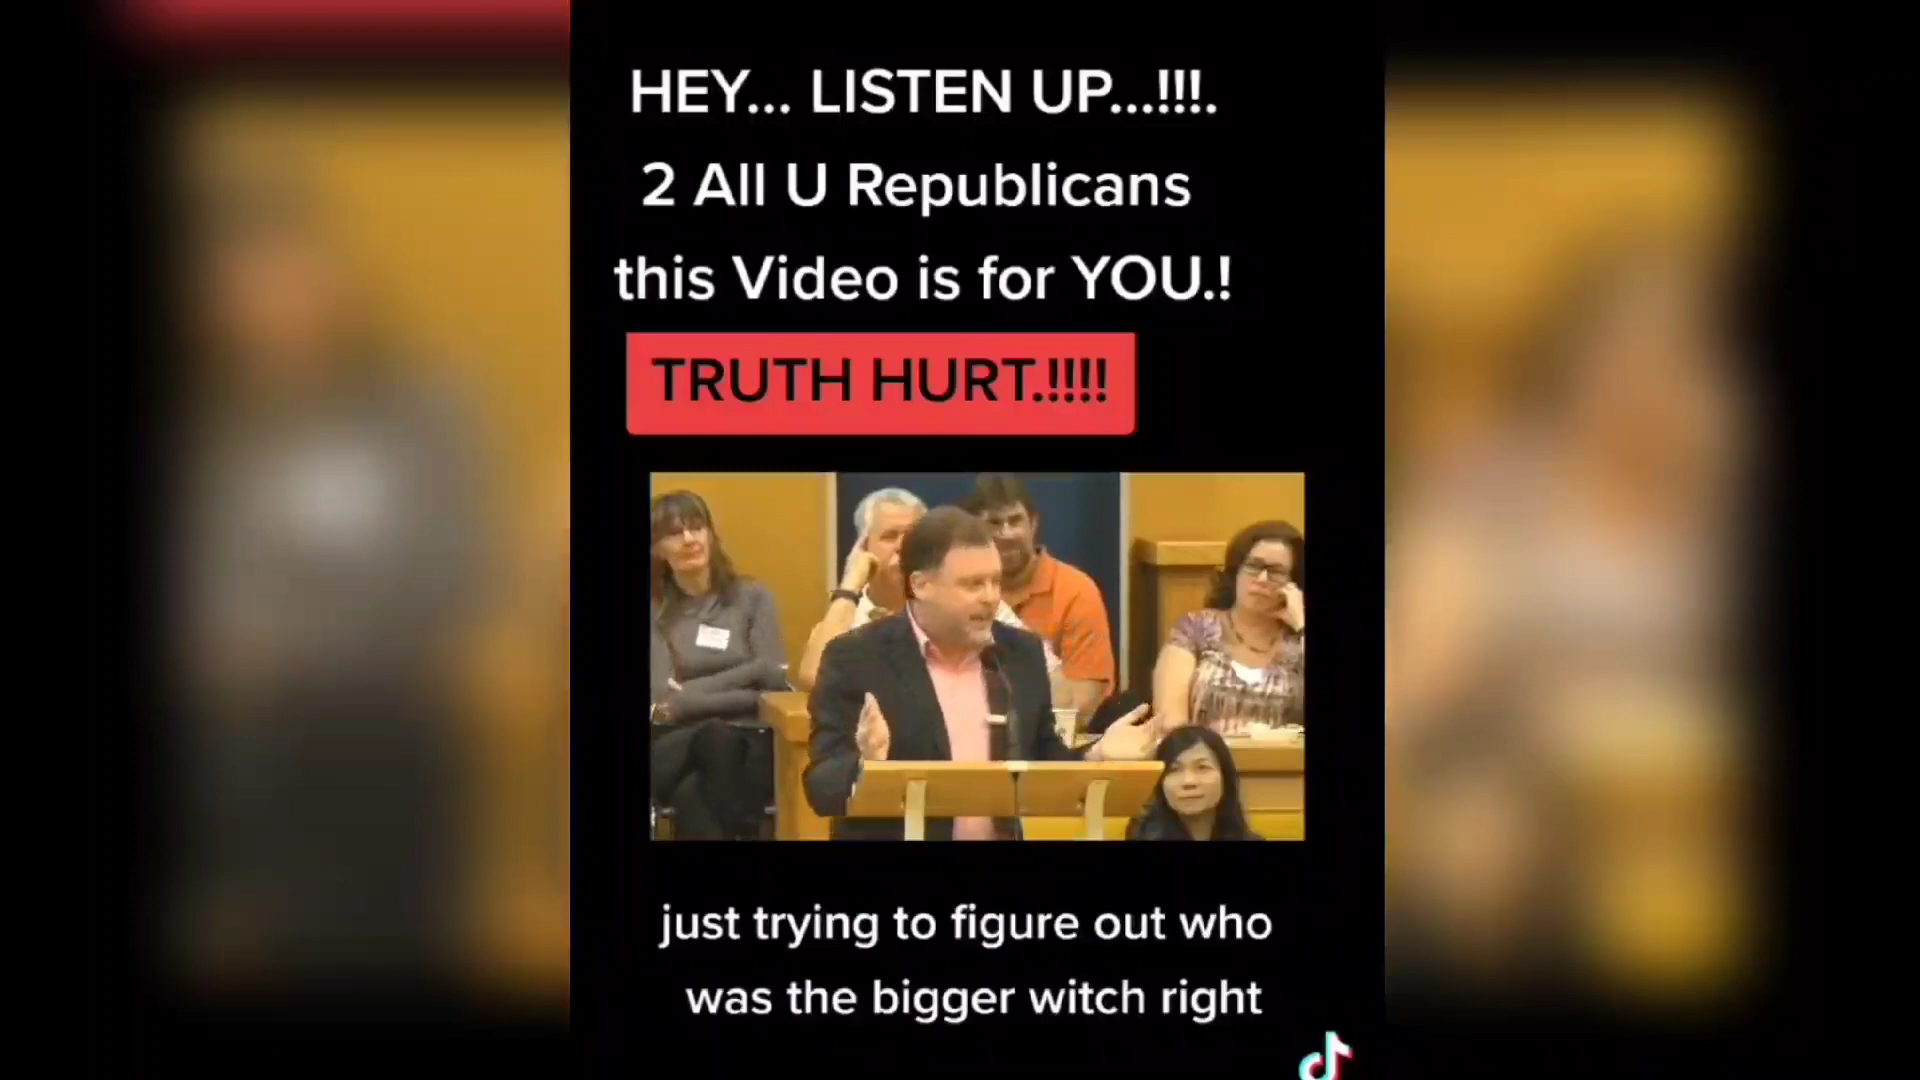 HEY... LISTEN UP...!!!.
2 All U Republicans
this Video is for YOU.!
TRUTH HURT.!!!!
just trying to figure out who
was the bigger witch right